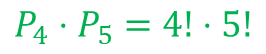 P₄ · P₅ = 4! · 5!